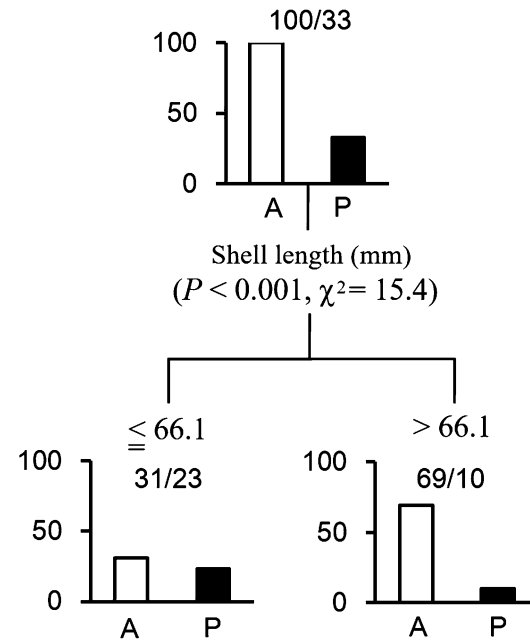 100/33
100
50
0
A P
Shell length (mm)
(P < 0.001, χ²= 15.4)
≦ 66.1
> 66.1
100
31/23
50
0
A P
100
69/10
50
0
A P